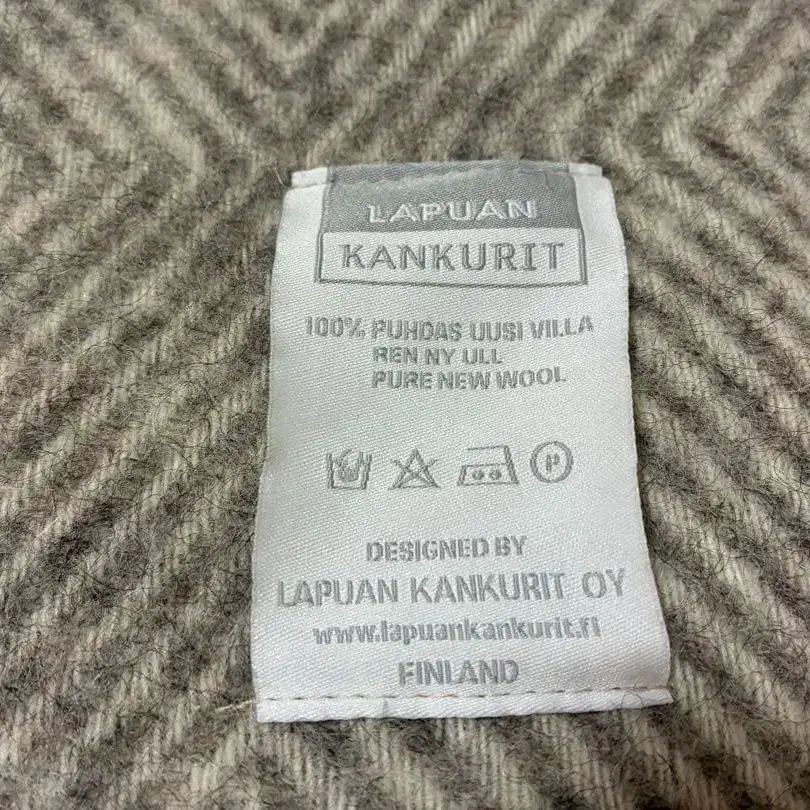 LAPUAN
KANKURIT
100% PUHDAS UUSI VILLA
REN NY ULL
PURE NEW WOOL
P
DESIGNED BY
LAPUAN KANKURIT OY
www.lapuankankurit.fi
FINLAND